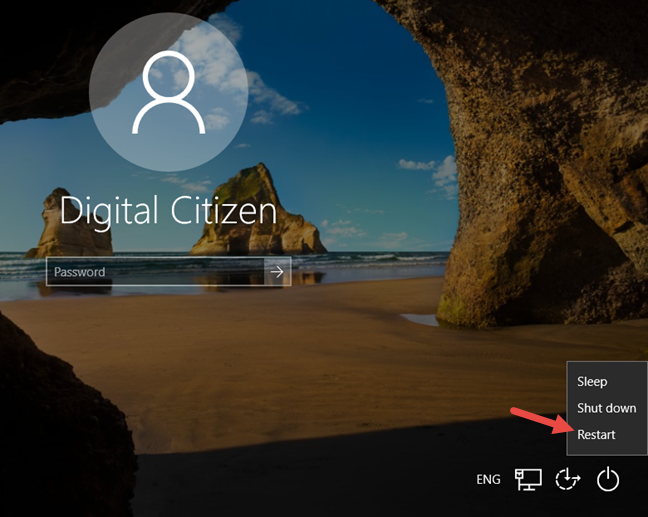 Digital Citizen
Password
Sleep
Shut down
Restart
ENG